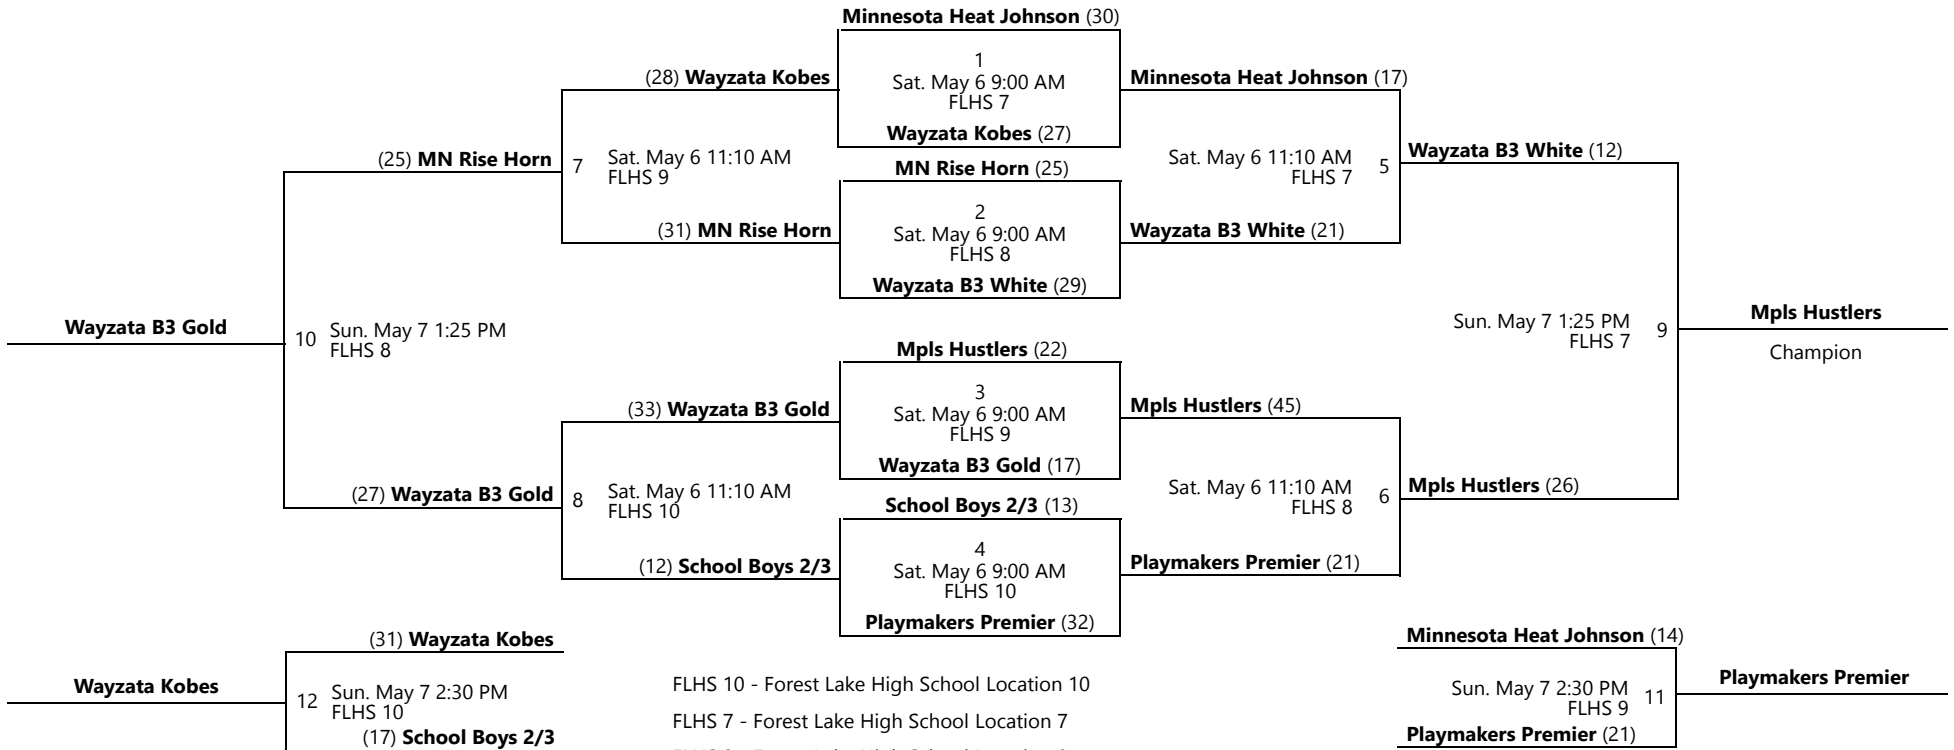 Minnesota Heat Johnson (30)
1
Sat. May 6 9:00 AM
FLHS 7
Wayzata Kobes (27)
(28) Wayzata Kobes
Minnesota Heat Johnson (17)
(25) MN Rise Horn
7
Sat. May 6 11:10 AM
FLHS 9
MN Rise Horn (25)
2
Sat. May 6 9:00 AM
FLHS 8
Wayzata B3 White (29)
Sat. May 6 11:10 AM
FLHS 7
5
Wayzata B3 White (12)
(31) MN Rise Horn
Wayzata B3 White (21)
Wayzata B3 Gold
10
Sun. May 7 1:25 PM
FLHS 8
Sun. May 7 1:25 PM
FLHS 7
9
Mpls Hustlers
Champion
Mpls Hustlers (22)
3
Sat. May 6 9:00 AM
FLHS 9
Wayzata B3 Gold (17)
(33) Wayzata B3 Gold
Mpls Hustlers (45)
(27) Wayzata B3 Gold
8
Sat. May 6 11:10 AM
FLHS 10
School Boys 2/3 (13)
4
Sat. May 6 9:00 AM
FLHS 10
Playmakers Premier (32)
Sat. May 6 11:10 AM
FLHS 8
6
Mpls Hustlers (26)
(12) School Boys 2/3
Playmakers Premier (21)
(31) Wayzata Kobes
Wayzata Kobes
12
Sun. May 7 2:30 PM
FLHS 10
(17) School Boys 2/3
FLHS 10 - Forest Lake High School Location 10
FLHS 7 - Forest Lake High School Location 7
Minnesota Heat Johnson (14)
Sun. May 7 2:30 PM
FLHS 9
11
Playmakers Premier
Playmakers Premier (21)